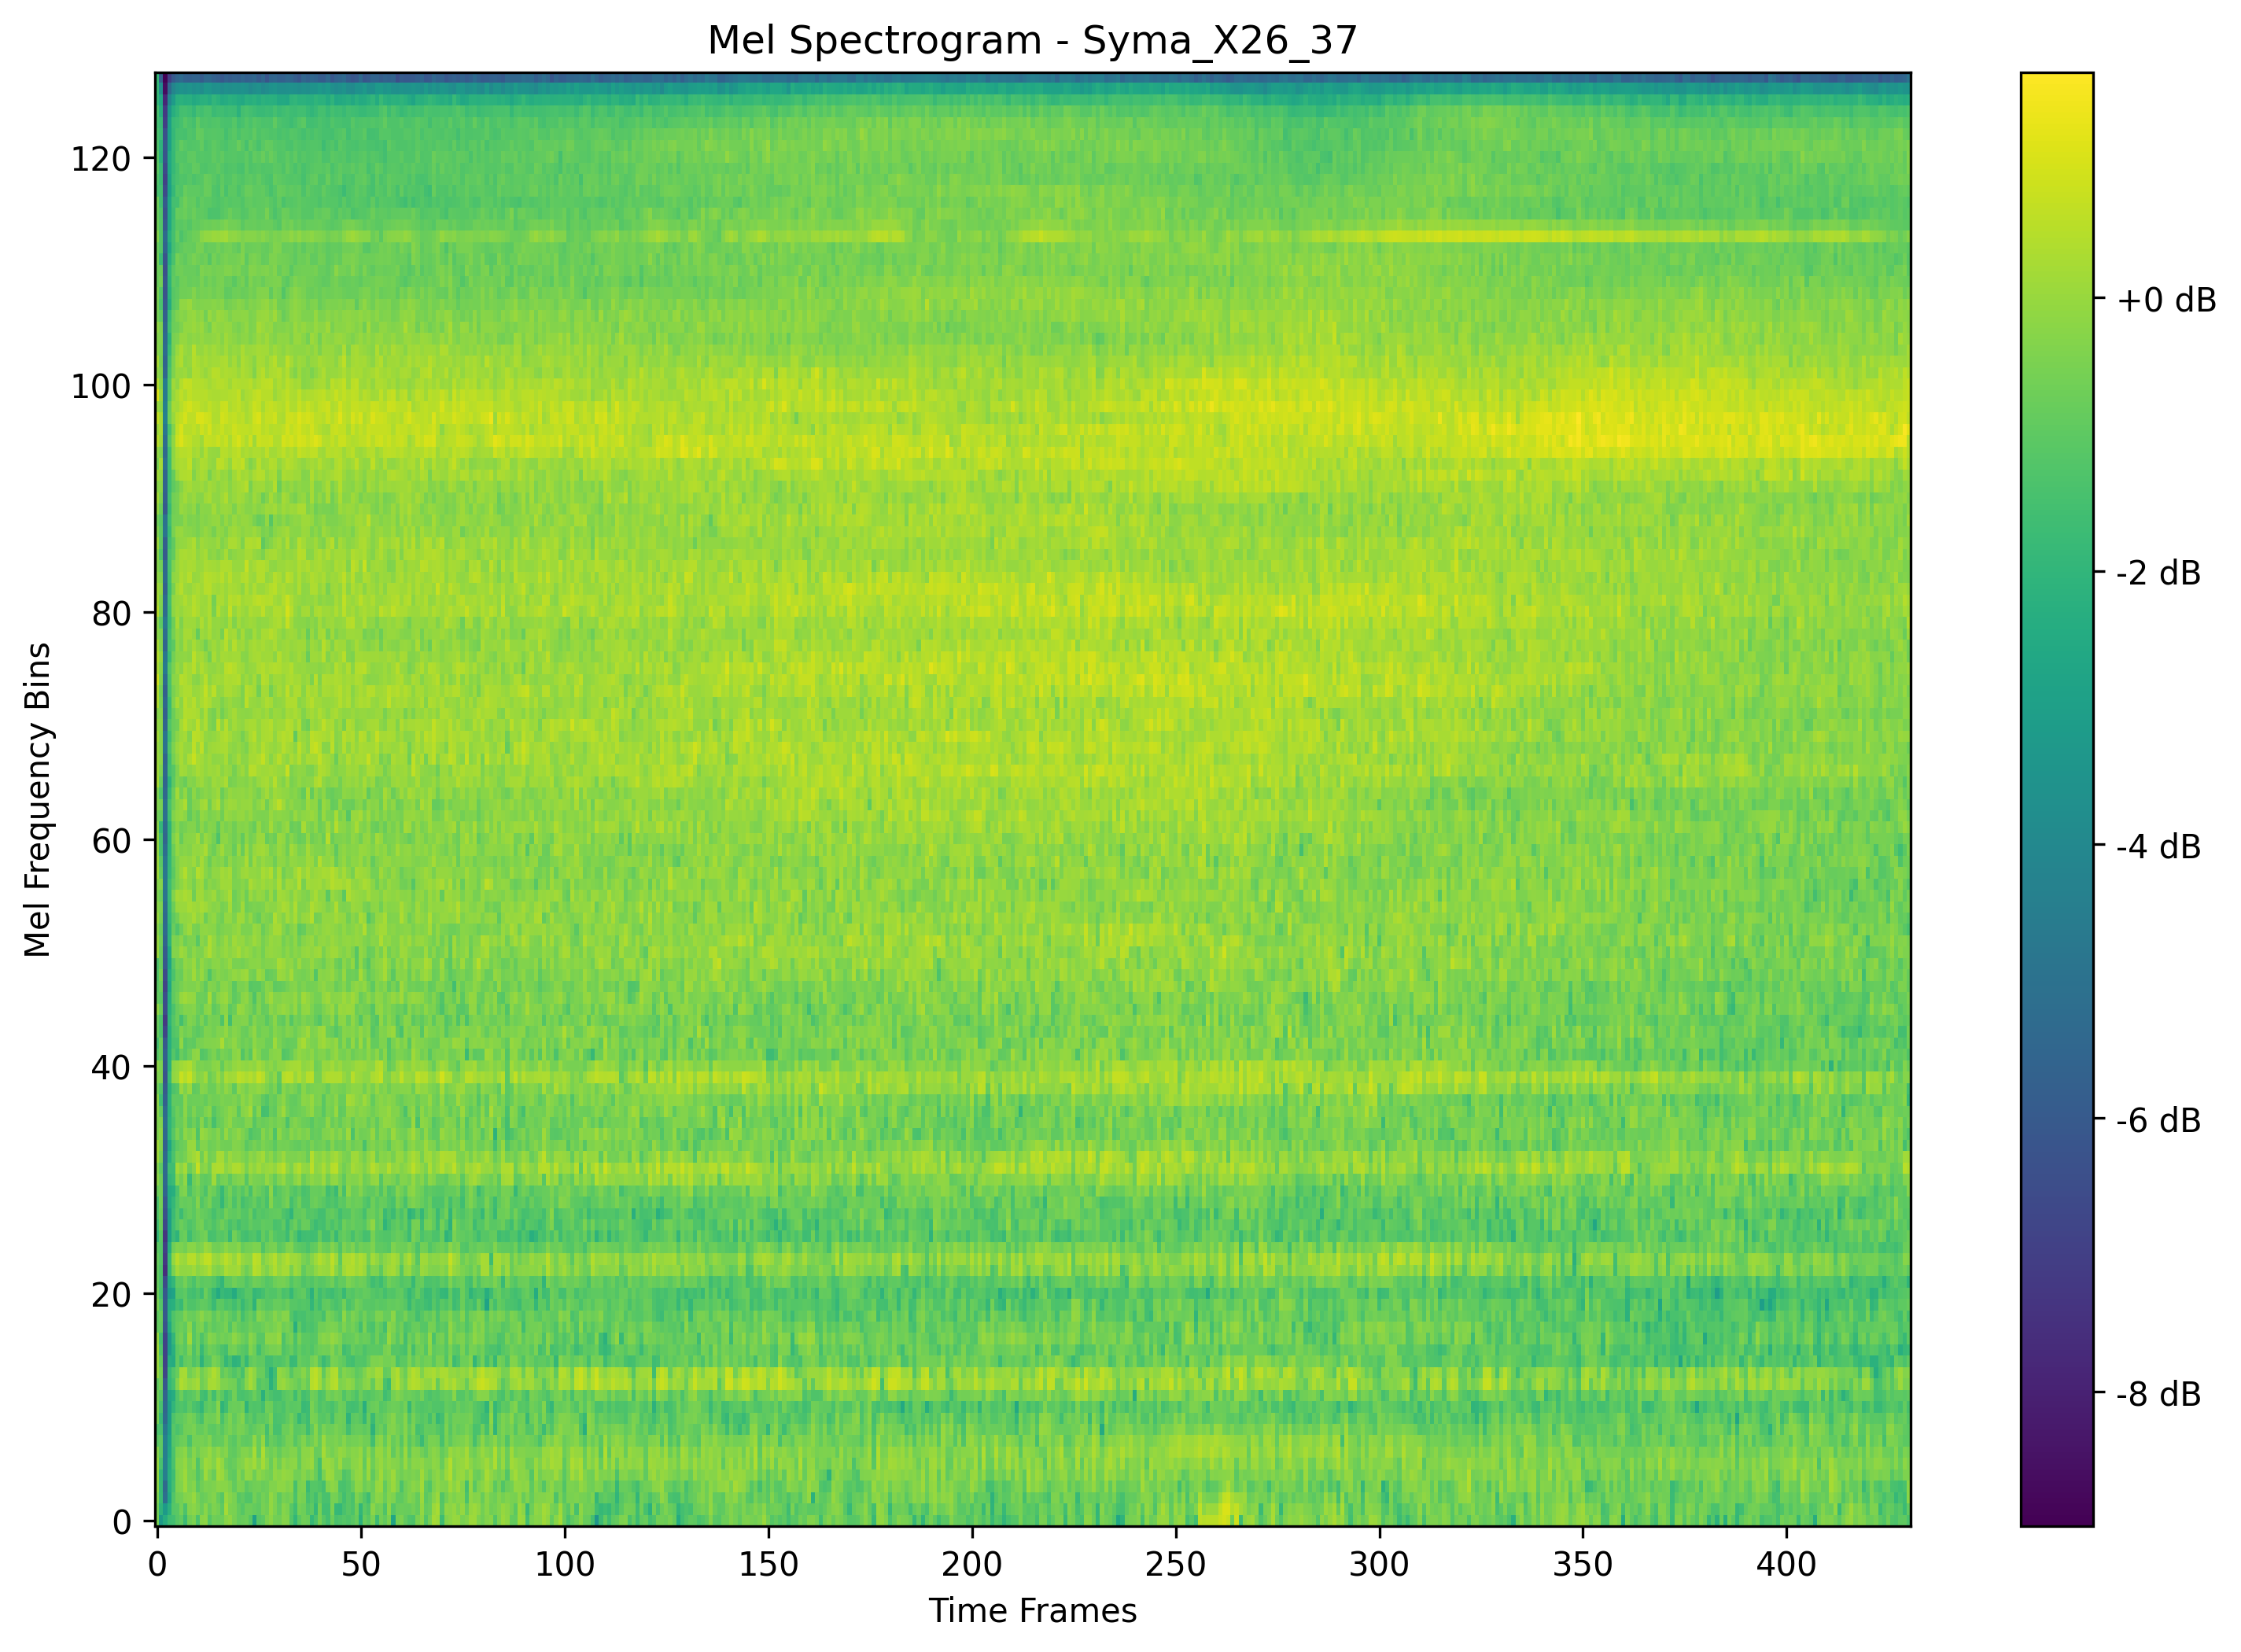 Mel Spectrogram - Syma_X26_37
Mel Frequency Bins
120
100
80
60
40
20
0
0 50 100 150 200 250 300 350 400
Time Frames
+0 dB
-2 dB
-4 dB
-6 dB
-8 dB